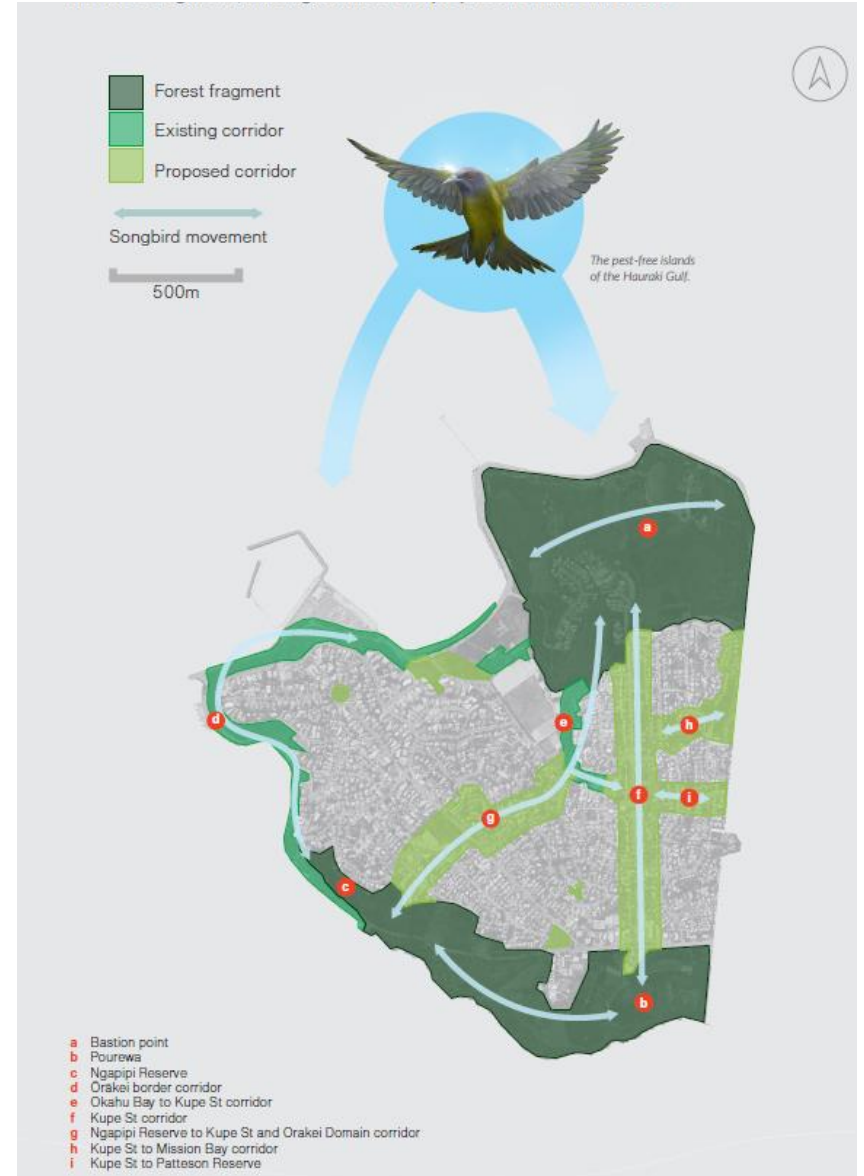 Forest fragment
Existing corridor
Proposed corridor
Songbird movement
500m
The pest-free islands
of the Hauraki Gulf.
a
h
d
e
f
i
g
c
b
a Bastion point
b Pourewa
c Ngapipi Reserve
d Ōrākei border corridor
e Okahu Bay to Kupe St corridor
f Kupe St corridor
g Ngapipi Reserve to Kupe St and Orakei Domain corridor
h Kupe St to Mission Bay corridor
i Kupe St to Patteson Reserve